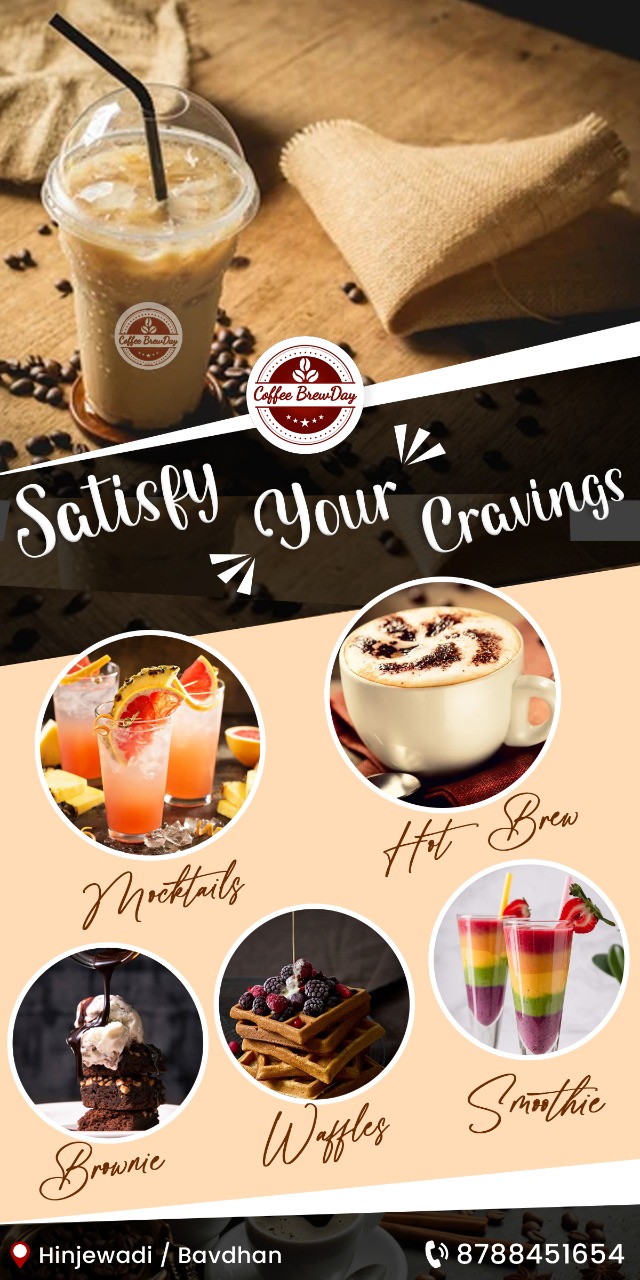 Coffee BrewDay
Coffee BrewDay
Satisfy Your Cravings
Hot Brew
Mocktails
Smoothie
Waffles
Brownie
Hinjewadi / Bavdhan
8788451654